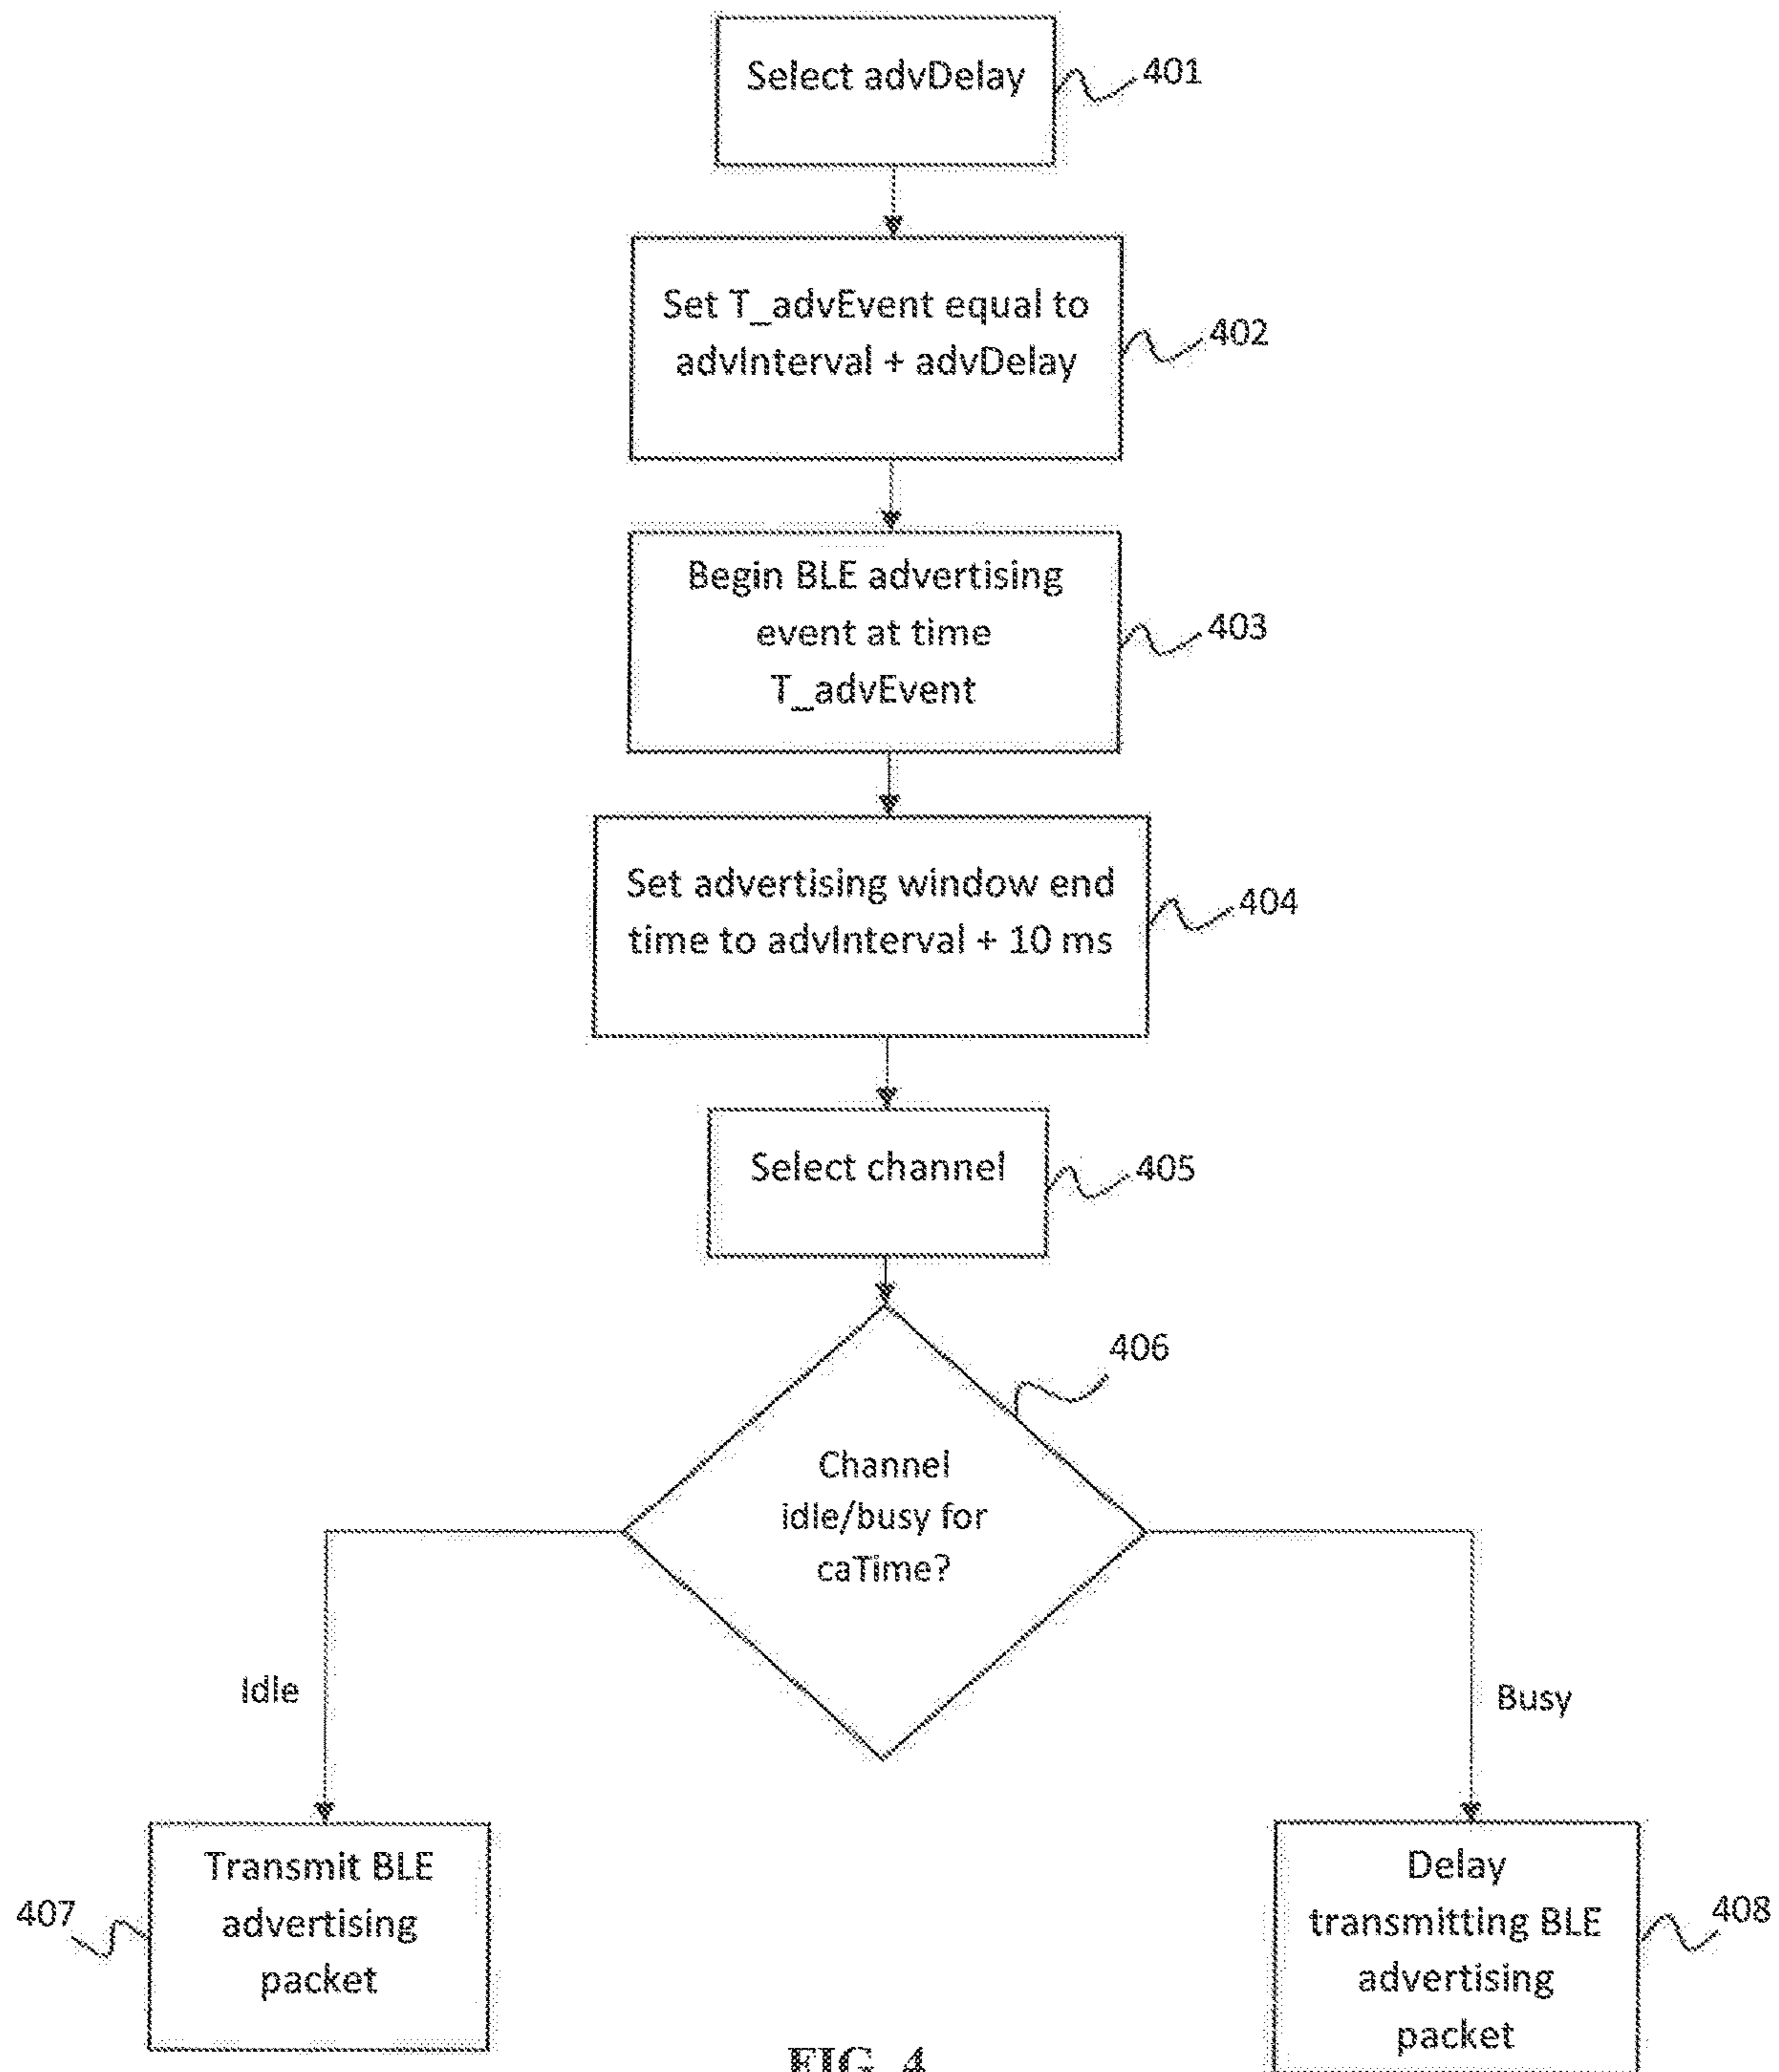 Select advDelay
401
Set T_advEvent equal to
advInterval + advDelay
402
Begin BLE advertising
event at time
T_advEvent
403
Set advertising window end
time to advInterval + 10 ms
404
Select channel
405
406
Channel
idle/busy for
caTime?
Idle
Busy
Transmit BLE
advertising
packet
407
Delay
transmitting BLE
advertising
packet
408
FIG. 4